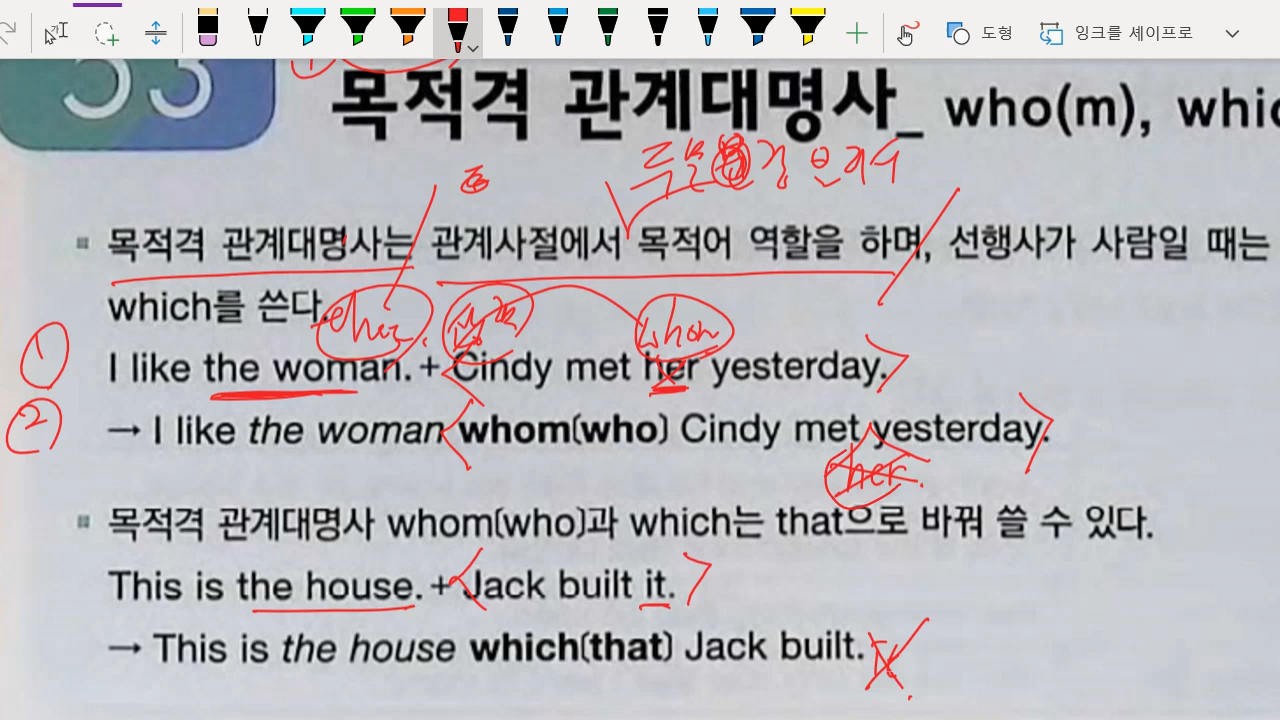 도형
잉크를 셰이프로
53
목적격 관계대명사_ who(m), whic
목적격 관계대명사는 관계사절에서 목적어 역할을 하며, 선행사가 사람일 때는
which를 쓴다.
whom
① I like the woman. + Cindy met her yesterday.
② → I like the woman whom(who) Cindy met yesterday.
her.
목적격 관계대명사 whom(who)과 which는 that으로 바꿔 쓸 수 있다.
This is the house. + Jack built it.
→ This is the house which(that) Jack built. it.